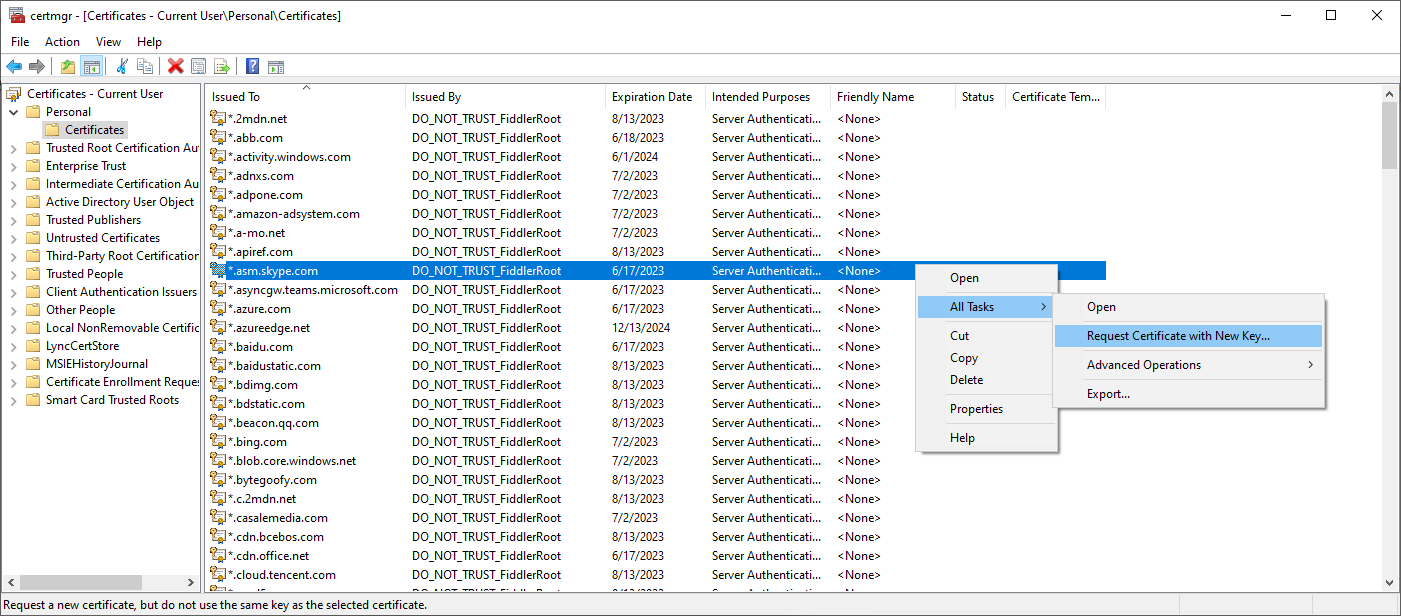 certmgr - [Certificates - Current User\Personal\Certificates]
File Action View Help
Certificates - Current User
Personal
Certificates
Trusted Root Certification Au
Enterprise Trust
Intermediate Certification Au
Active Directory User Object
Trusted Publishers
Untrusted Certificates
Third-Party Root Certification
Trusted People
Client Authentication Issuers
Other People
Local NonRemovable Certific
LyncCertStore
MSIEHistoryJournal
Certificate Enrollment Reques
Smart Card Trusted Roots
Issued To Issued By Expiration Date Intended Purposes Friendly Name Status Certificate Tem...
*.2mdn.net DO_NOT_TRUST_FiddlerRoot 8/13/2023 Server Authenticati... <None>
*.abb.com DO_NOT_TRUST_FiddlerRoot 6/18/2023 Server Authenticati... <None>
*.activity.windows.com DO_NOT_TRUST_FiddlerRoot 6/1/2024 Server Authenticati... <None>
*.adnxs.com DO_NOT_TRUST_FiddlerRoot 7/2/2023 Server Authenticati... <None>
*.adpone.com DO_NOT_TRUST_FiddlerRoot 7/2/2023 Server Authenticati... <None>
*.amazon-adsystem.com DO_NOT_TRUST_FiddlerRoot 7/2/2023 Server Authenticati... <None>
*.a-mo.net DO_NOT_TRUST_FiddlerRoot 7/2/2023 Server Authenticati... <None>
*.apiref.com DO_NOT_TRUST_FiddlerRoot 8/13/2023 Server Authenticati... <None>
*.asm.skype.com DO_NOT_TRUST_FiddlerRoot 6/17/2023 Server Authenticati... <None>
*.asyncgw.teams.microsoft.com DO_NOT_TRUST_FiddlerRoot 6/17/2023 Server Authenticati... <None>
*.azure.com DO_NOT_TRUST_FiddlerRoot 6/17/2023 Server Authenticati... <None>
*.azureedge.net DO_NOT_TRUST_FiddlerRoot 12/13/2024 Server Authenticati... <None>
*.baidu.com DO_NOT_TRUST_FiddlerRoot 6/17/2023 Server Authenticati... <None>
*.baidustatic.com DO_NOT_TRUST_FiddlerRoot 8/13/2023 Server Authenticati... <None>
*.bdimg.com DO_NOT_TRUST_FiddlerRoot 8/13/2023 Server Authenticati... <None>
*.bdstatic.com DO_NOT_TRUST_FiddlerRoot 8/13/2023 Server Authenticati... <None>
*.beacon.qq.com DO_NOT_TRUST_FiddlerRoot 8/13/2023 Server Authenticati... <None>
*.bing.com DO_NOT_TRUST_FiddlerRoot 7/2/2023 Server Authenticati... <None>
*.blob.core.windows.net DO_NOT_TRUST_FiddlerRoot 6/17/2023 Server Authenticati... <None>
*.bytegoofy.com DO_NOT_TRUST_FiddlerRoot 8/13/2023 Server Authenticati... <None>
*.c.2mdn.net DO_NOT_TRUST_FiddlerRoot 8/13/2023 Server Authenticati... <None>
*.casalemedia.com DO_NOT_TRUST_FiddlerRoot 7/2/2023 Server Authenticati... <None>
*.cdn.bcebos.com DO_NOT_TRUST_FiddlerRoot 8/13/2023 Server Authenticati... <None>
*.cdn.office.net DO_NOT_TRUST_FiddlerRoot 6/17/2023 Server Authenticati... <None>
*.cloud.tencent.com DO_NOT_TRUST_FiddlerRoot 8/13/2023 Server Authenticati... <None>
Open
All Tasks
Cut
Copy
Delete
Properties
Help
Open
Request Certificate with New Key...
Advanced Operations
Export...
Request a new certificate, but do not use the same key as the selected certificate.